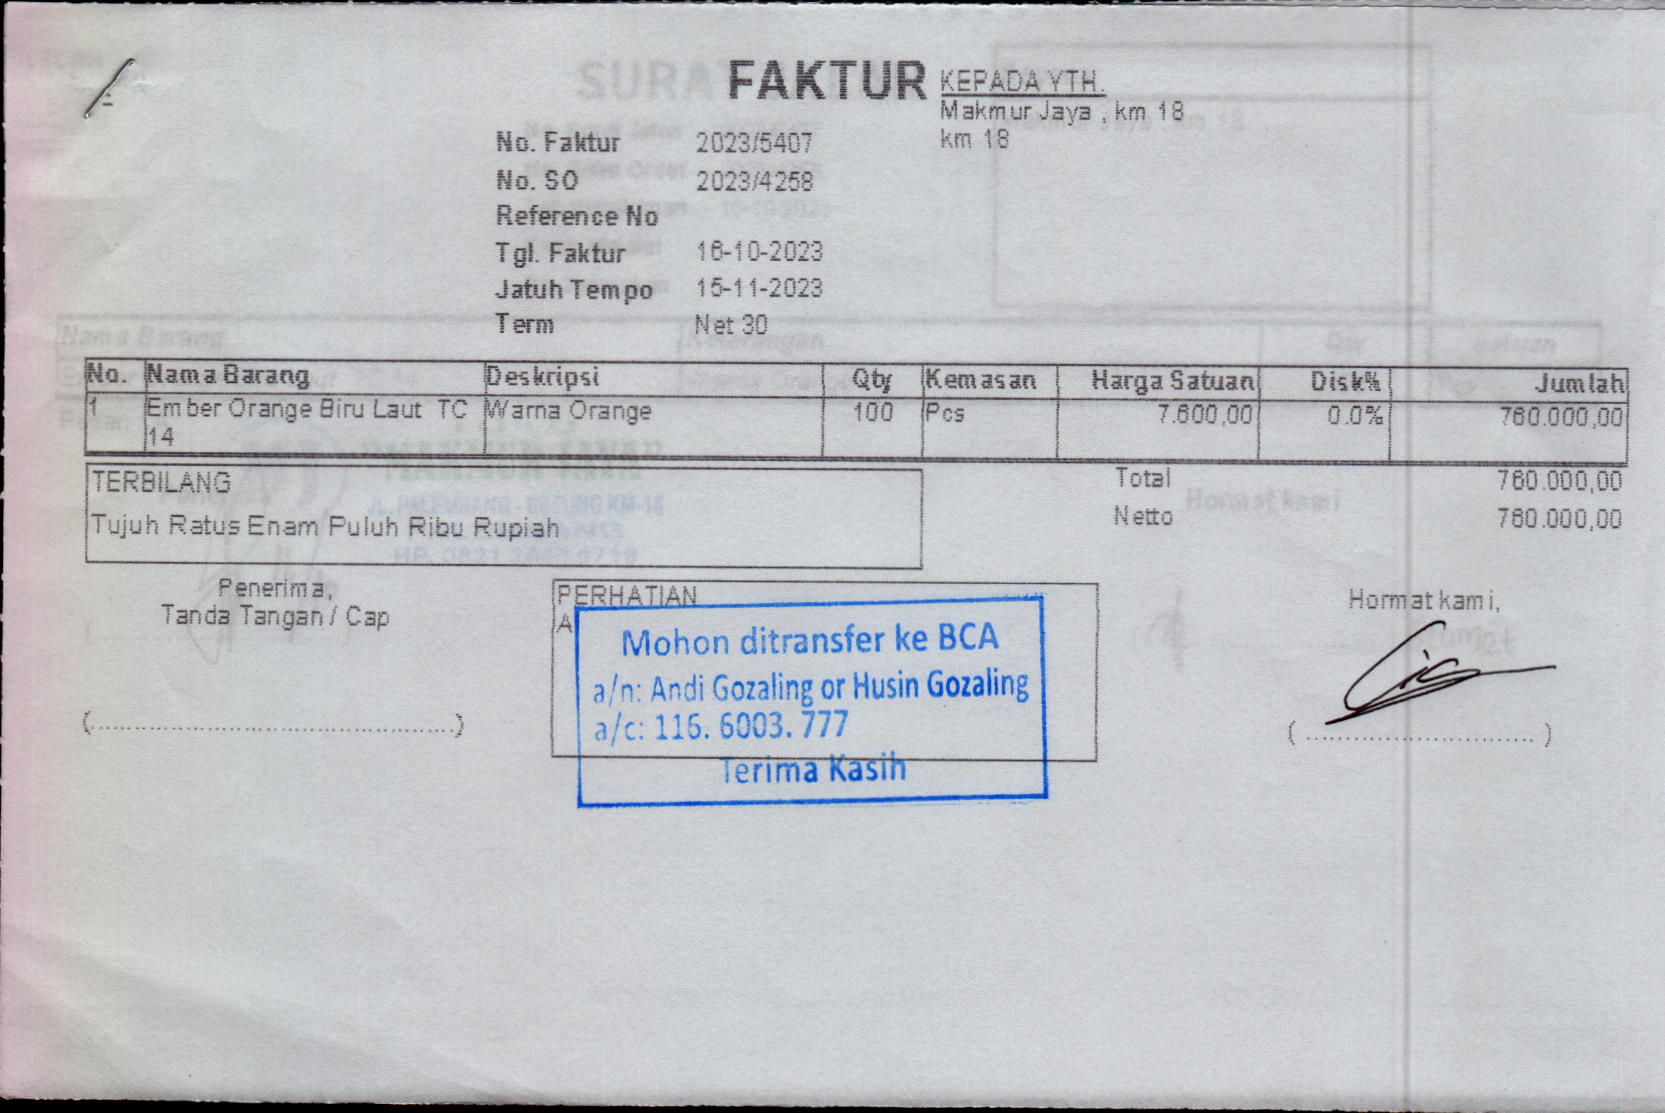 FAKTUR
KEPADA YTH.
Makmur Jaya , km 18
km 18
No. Faktur 2023/5407
No. SO 2023/4258
Reference No
Tgl. Faktur 16-10-2023
Jatuh Tempo 15-11-2023
Term Net 30
No. Nama Barang Deskripsi Qty Kemasan Harga Satuan Disk% Jumlah
1 Ember Orange Biru Laut TC Warna Orange 100 Pcs 7.600,00 0.0% 760.000,00
14
TERBILANG
Tujuh Ratus Enam Puluh Ribu Rupiah
Total 760.000,00
Netto 760.000,00
Penerima,
Tanda Tangan / Cap
(..................................................)
PERHATIAN
A
Mohon ditransfer ke BCA
a/n: Andi Gozaling or Husin Gozaling
a/c: 116. 6003. 777
Terima Kasih
Hormat kami,
( ................................ )